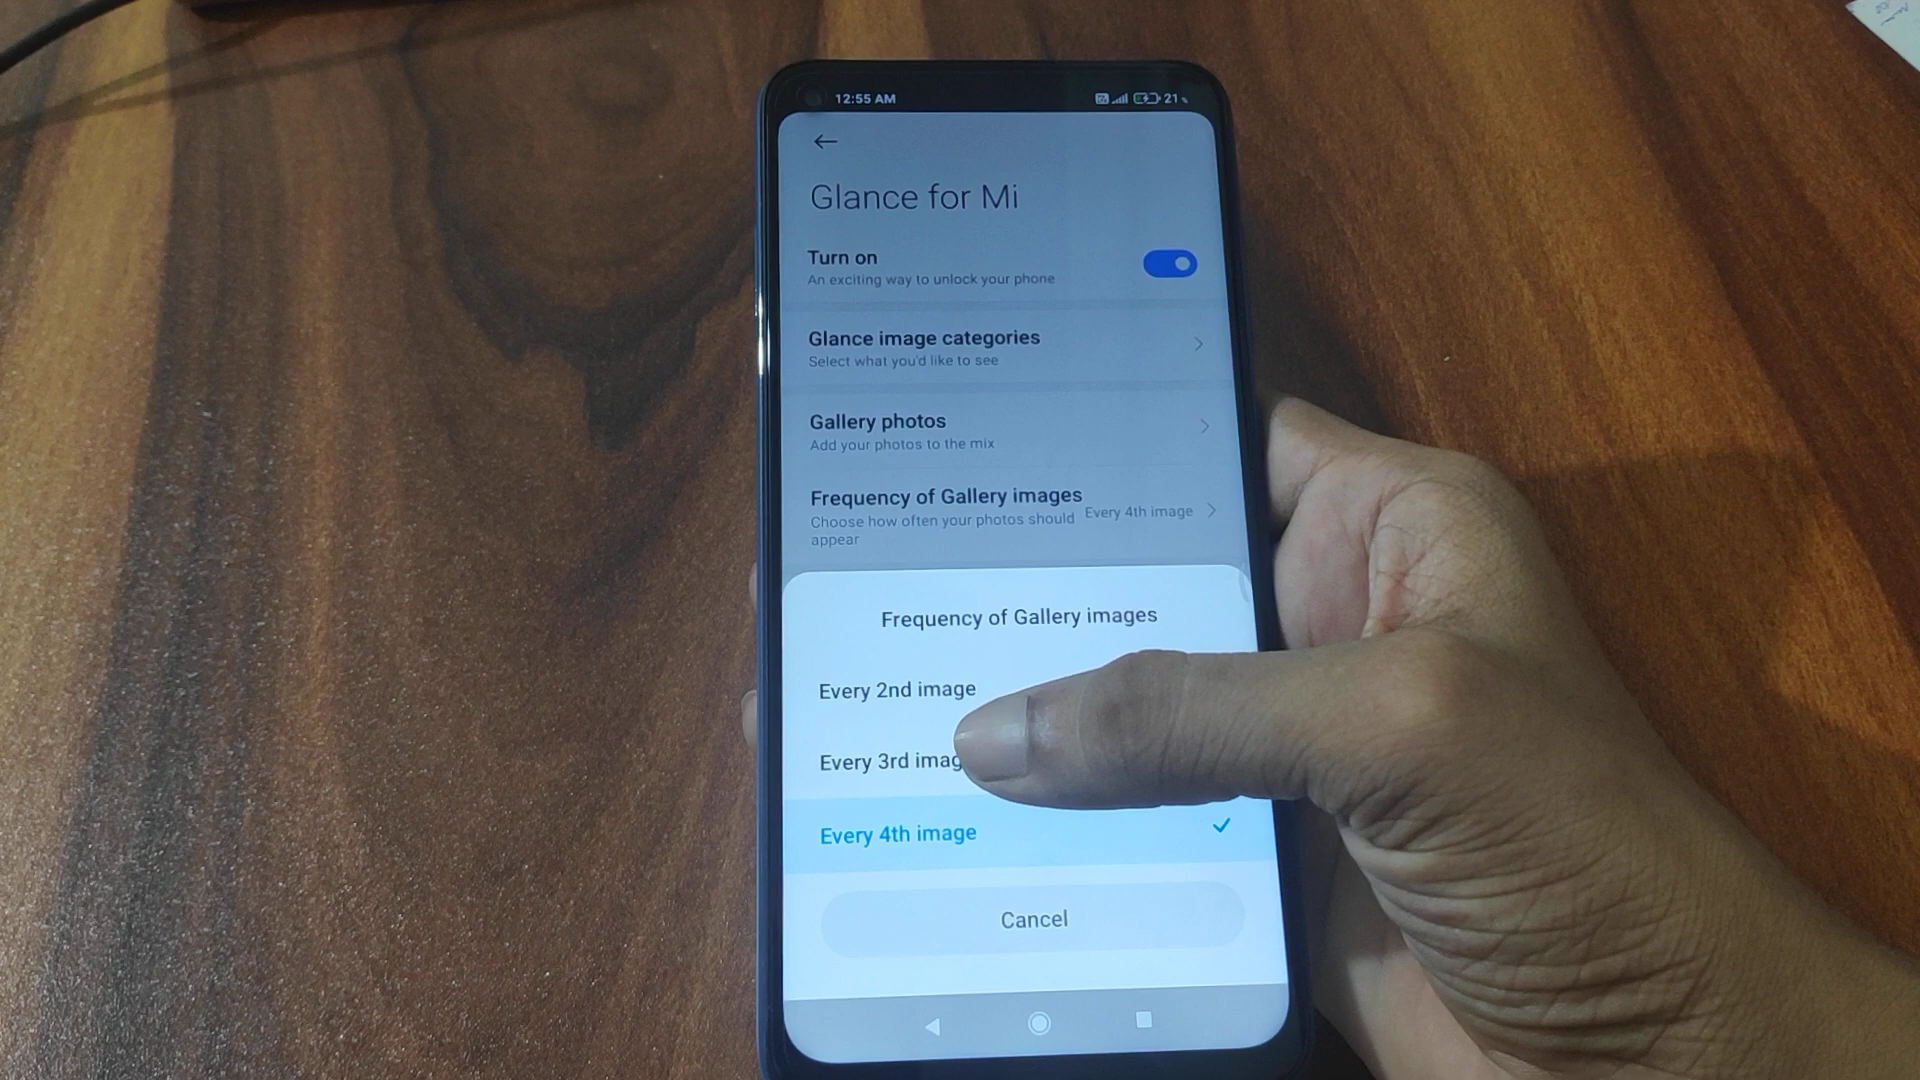 12:55 AM 21
Glance for Mi
Turn on
An exciting way to unlock your phone
Glance image categories
Select what you'd like to see
Gallery photos
Add your photos to the mix
Frequency of Gallery images
Choose how often your photos should Every 4th image
appear
Frequency of Gallery images
Every 2nd image
Every 3rd imag
Every 4th image
Cancel